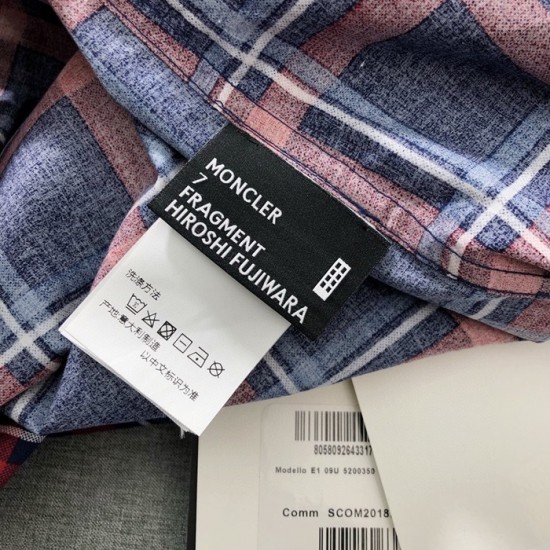 MONCLER
7
FRAGMENT
HIROSHI FUJIWARA
洗涤方法
产地:意大利制造
以中文标识为准
8058092643317
Modello E1 09U 5200350
Comm SCOM2018